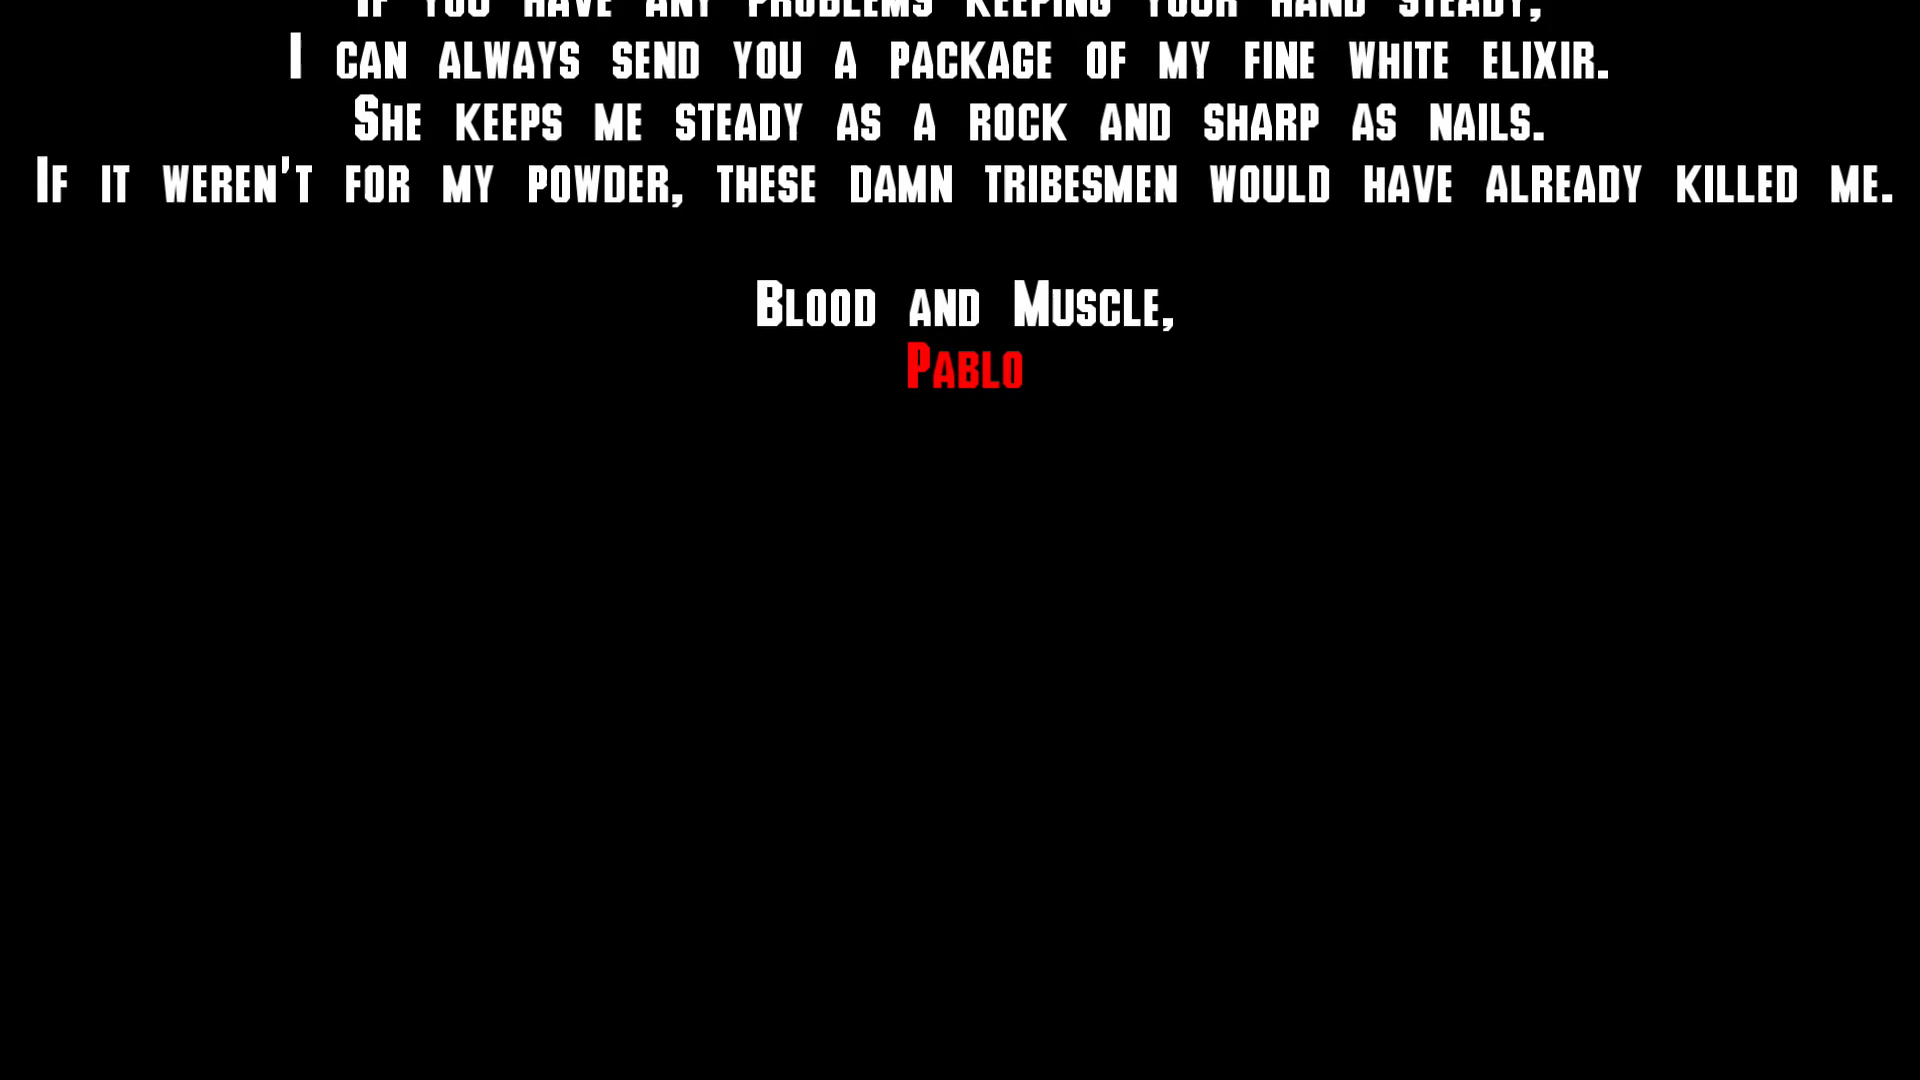 If you have any problems keeping your hand steady,
I can always send you a package of my fine white elixir.
She keeps me steady as a rock and sharp as nails.
If it weren't for my powder, these damn tribesmen would have already killed me.
Blood and Muscle,
Pablo